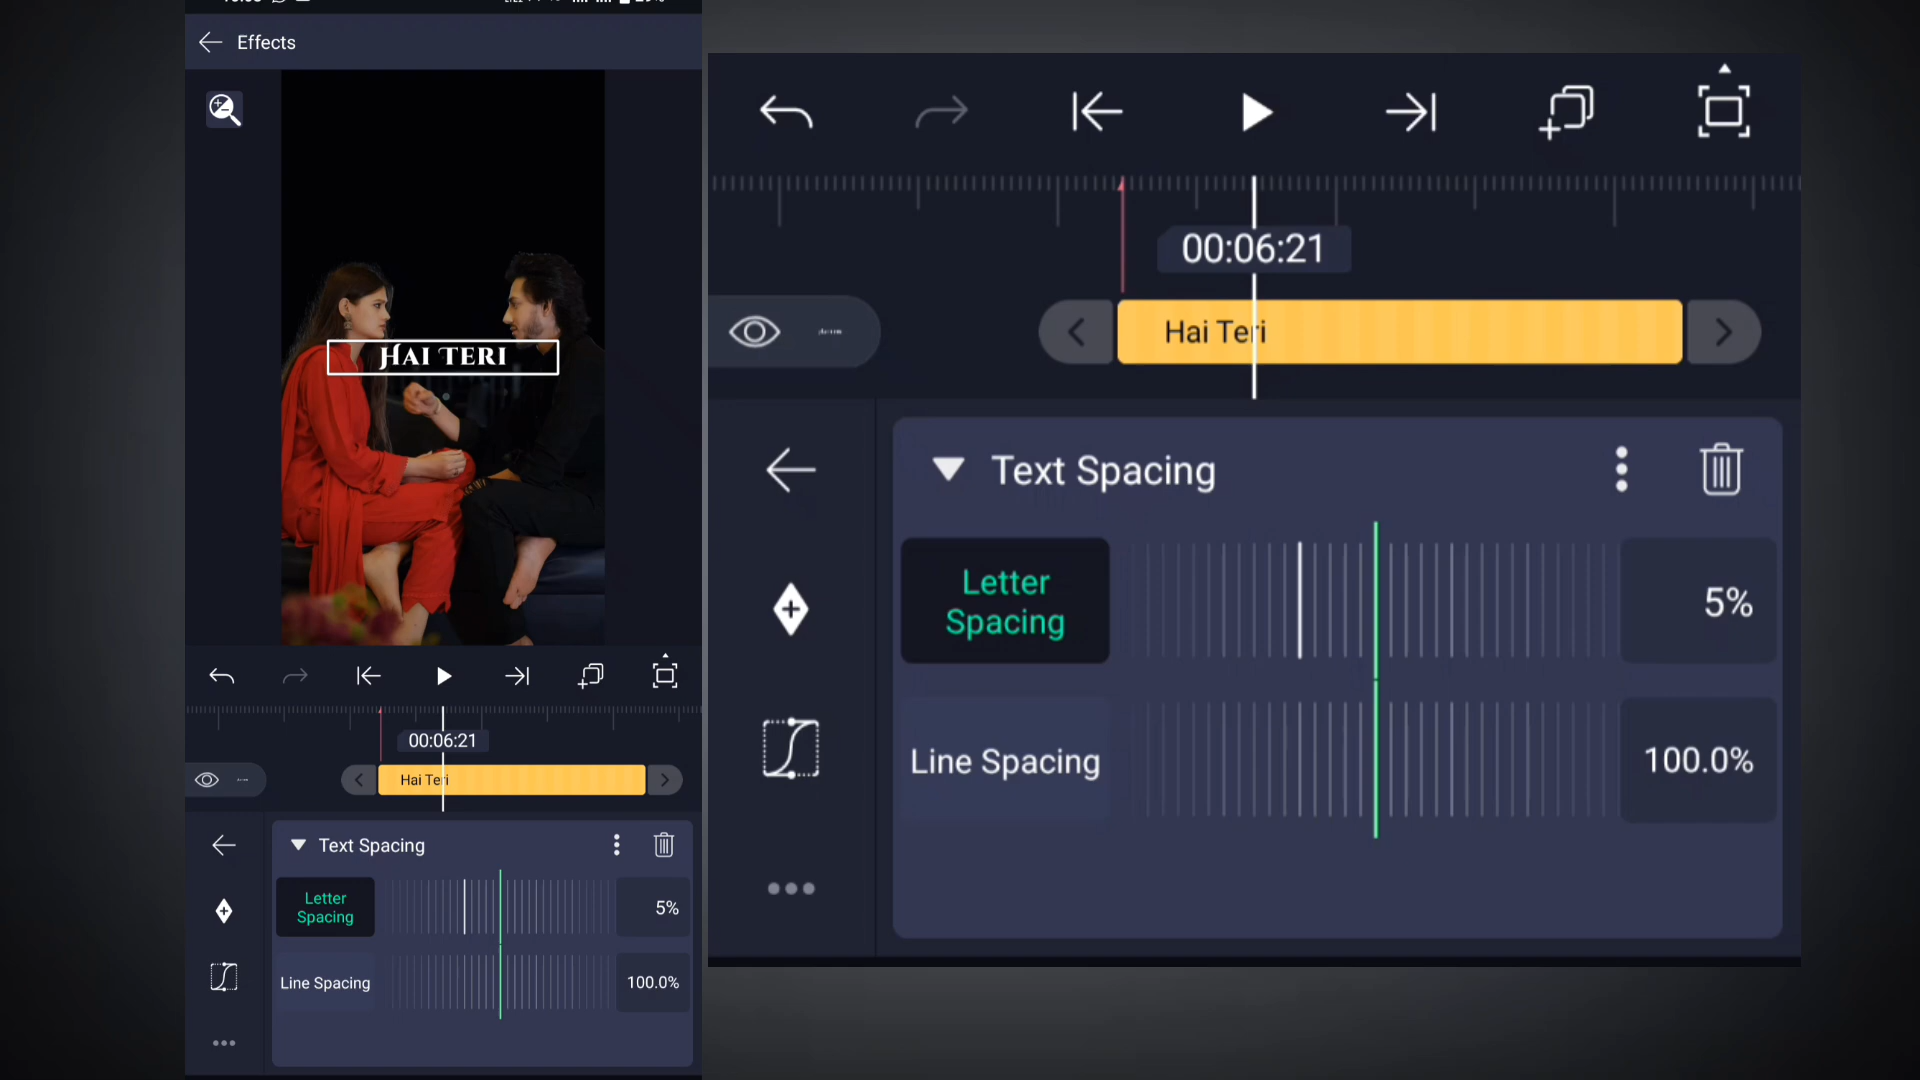 Effects
HAI TERI
00:06:21
Hai Teri
Text Spacing
Letter
Spacing
5%
Line Spacing
100.0%
00:06:21
Hai Teri
Text Spacing
Letter
Spacing
5%
Line Spacing
100.0%